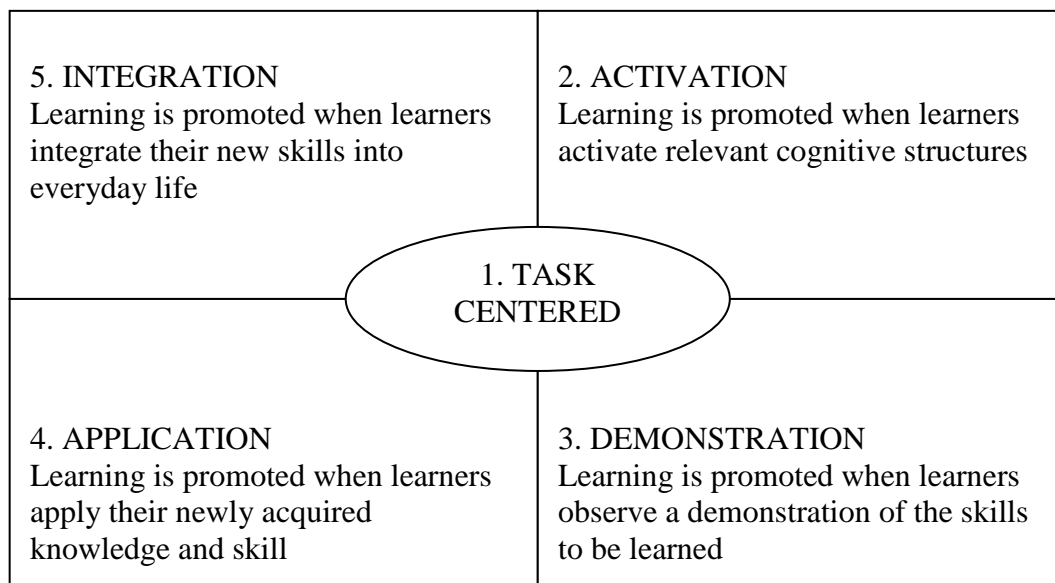 5. INTEGRATION
Learning is promoted when learners
integrate their new skills into
everyday life
2. ACTIVATION
Learning is promoted when learners
activate relevant cognitive structures
1. TASK
CENTERED
4. APPLICATION
Learning is promoted when learners
apply their newly acquired
knowledge and skill
3. DEMONSTRATION
Learning is promoted when learners
observe a demonstration of the skills
to be learned